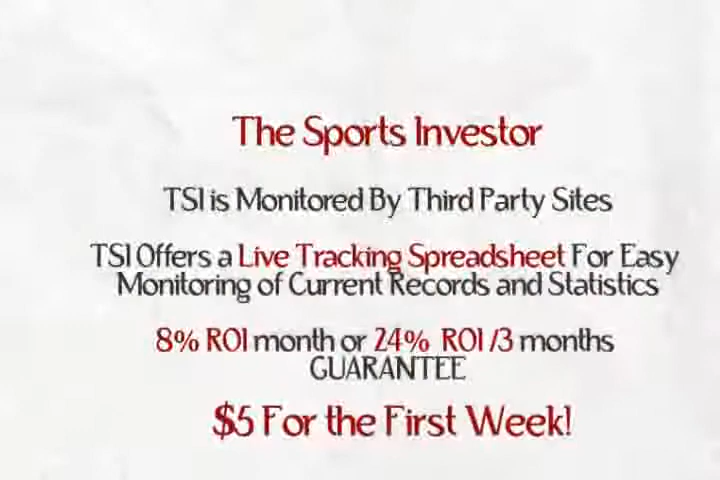 The Sports Investor
TSI is Monitored By Third Party Sites
TSI Offers a Live Tracking Spreadsheet For Easy
Monitoring of Current Records and Statistics
8% ROI month or 24% ROI /3 months
GUARANTEE
$5 For the First Week!